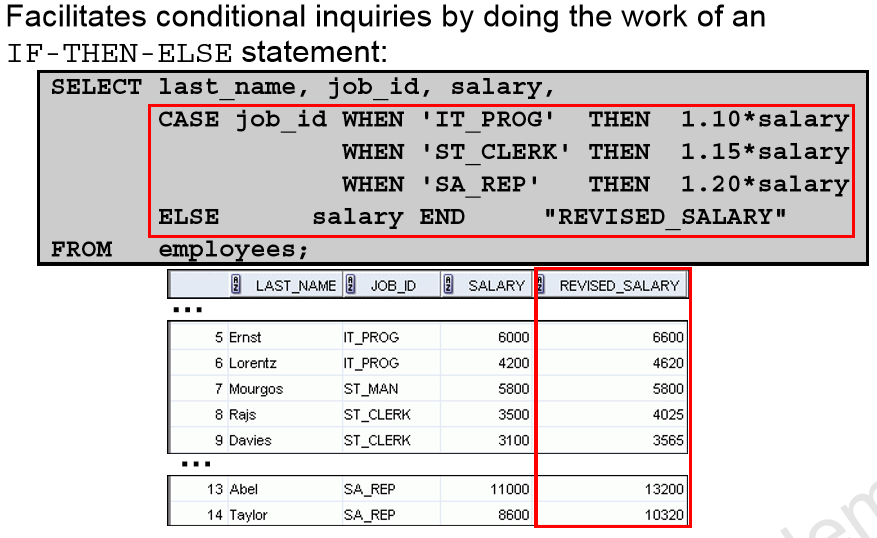 Facilitates conditional inquiries by doing the work of an
IF-THEN-ELSE statement:
SELECT last_name, job_id, salary,
CASE job_id WHEN 'IT_PROG' THEN 1.10*salary
WHEN 'ST_CLERK' THEN 1.15*salary
WHEN 'SA_REP' THEN 1.20*salary
ELSE salary END "REVISED_SALARY"
FROM employees;
LAST_NAME JOB_ID SALARY REVISED_SALARY
...
5 Ernst IT_PROG 6000 6600
6 Lorentz IT_PROG 4200 4620
7 Mourgos ST_MAN 5800 5800
8 Rajs ST_CLERK 3500 4025
9 Davies ST_CLERK 3100 3565
...
13 Abel SA_REP 11000 13200
14 Taylor SA_REP 8600 10320